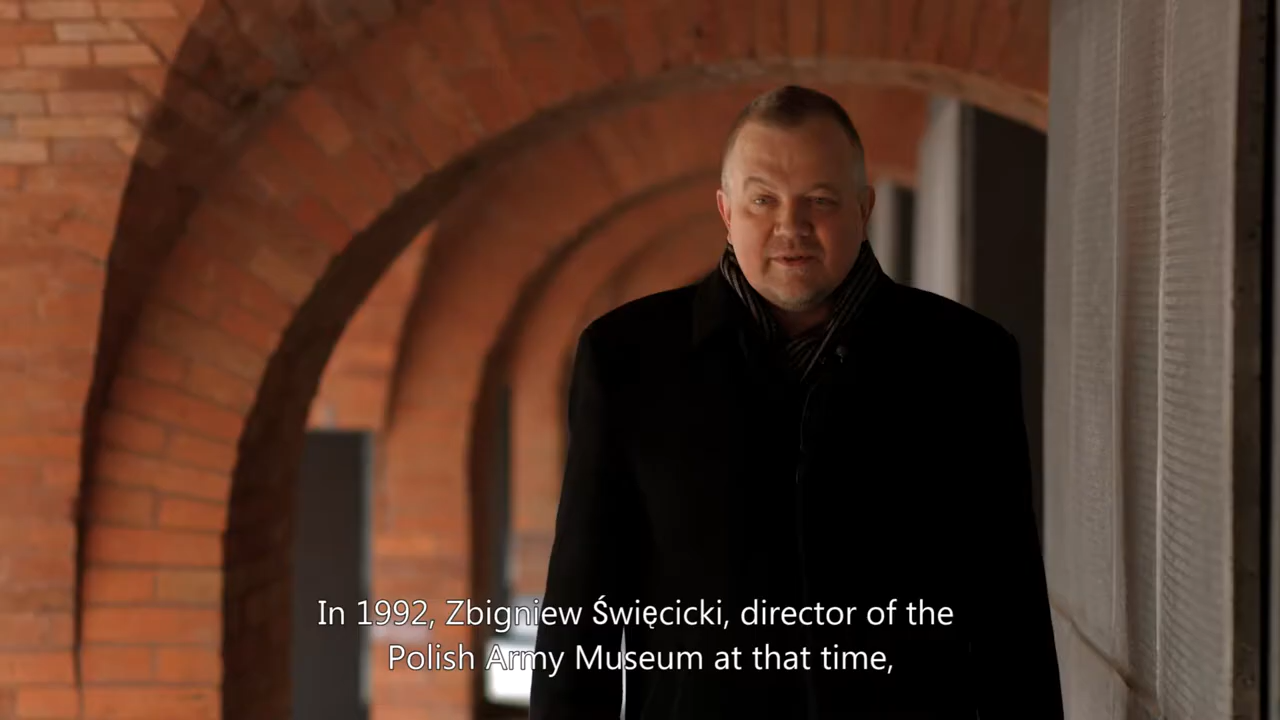 In 1992, Zbigniew Święcicki, director of the
Polish Army Museum at that time,